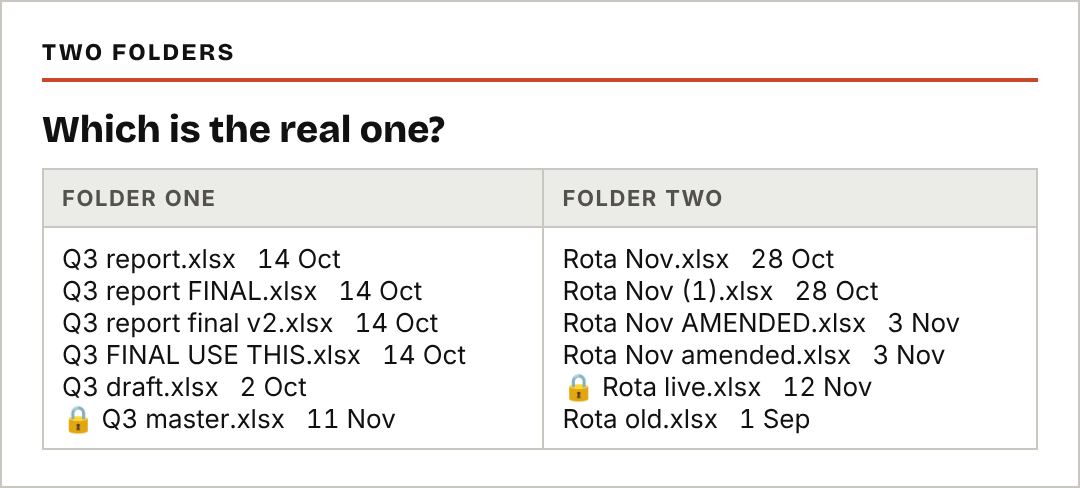 TWO FOLDERS
Which is the real one?
FOLDER ONE
Q3 report.xlsx 14 Oct
Q3 report FINAL.xlsx 14 Oct
Q3 report final v2.xlsx 14 Oct
Q3 FINAL USE THIS.xlsx 14 Oct
Q3 draft.xlsx 2 Oct
🔒 Q3 master.xlsx 11 Nov
FOLDER TWO
Rota Nov.xlsx 28 Oct
Rota Nov (1).xlsx 28 Oct
Rota Nov AMENDED.xlsx 3 Nov
Rota Nov amended.xlsx 3 Nov
🔒 Rota live.xlsx 12 Nov
Rota old.xlsx 1 Sep